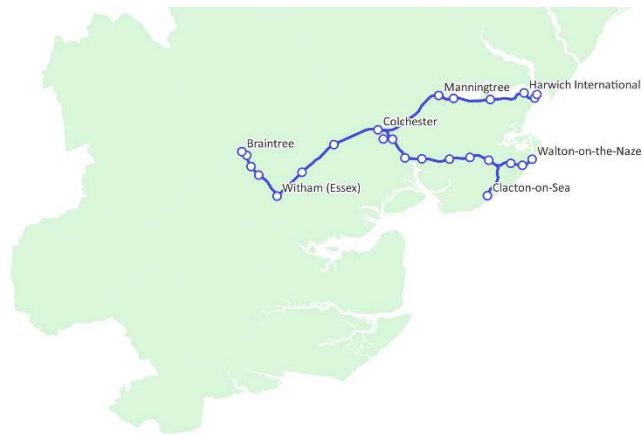 Manningtree
Harwich International
Colchester
Braintree
Walton-on-the-Naze
Witham (Essex)
Clacton-on-Sea